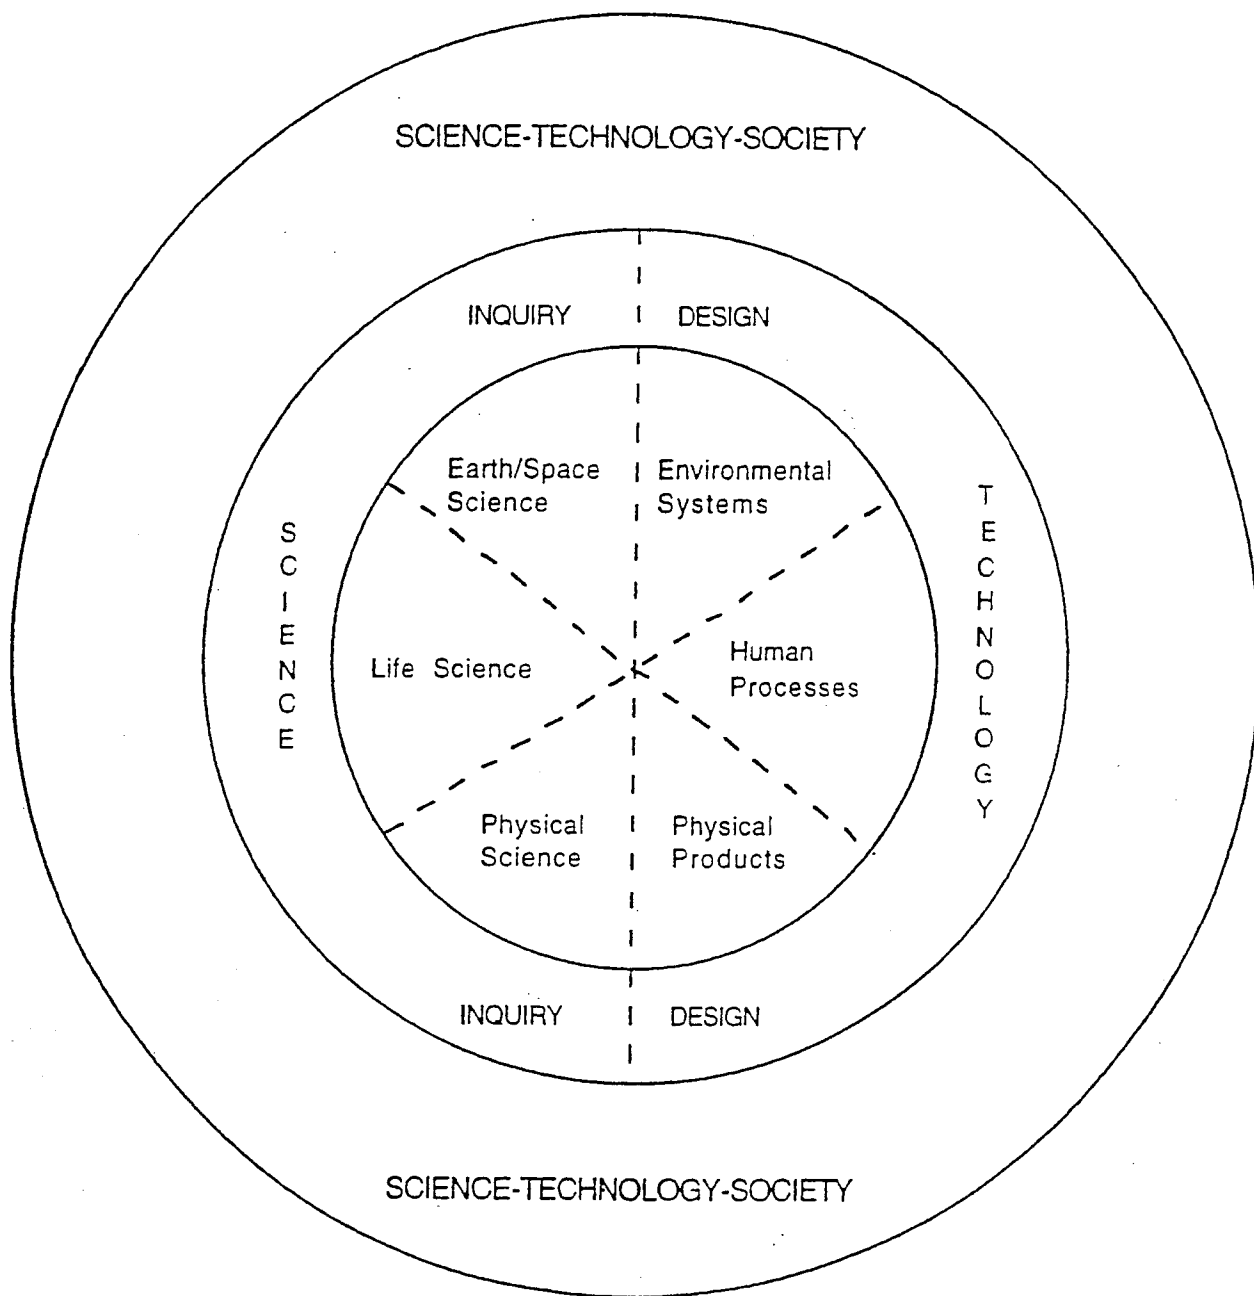 SCIENCE-TECHNOLOGY-SOCIETY
INQUIRY
DESIGN
Earth/Space
Science
Environmental
Systems
SCIENCE
TECHNOLOGY
Life Science
Human
Processes
Physical
Science
Physical
Products
INQUIRY
DESIGN
SCIENCE-TECHNOLOGY-SOCIETY